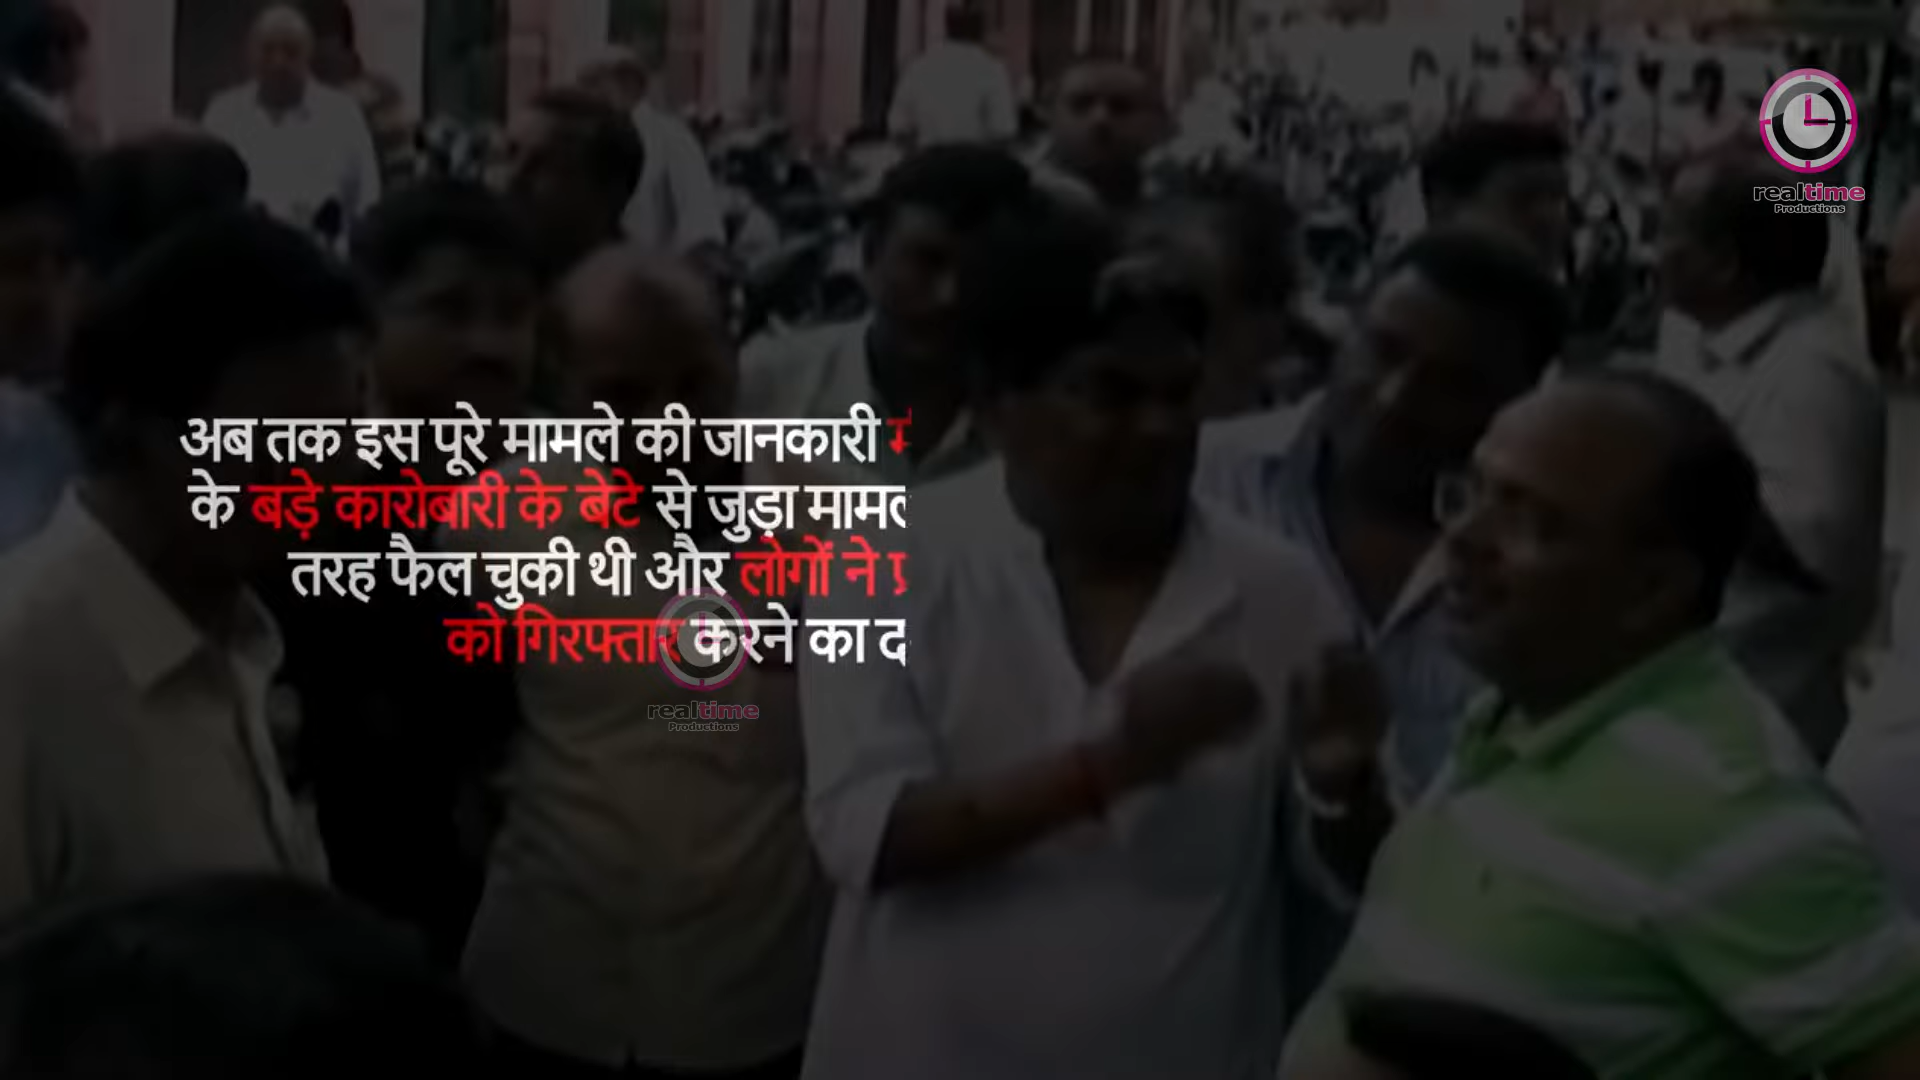 अब तक इस पूरे मामले की जानकारी
के बड़े कारोबारी के बेटे से जुड़ा
तरह फैल चुकी थी और लोगों ने
को गिरफ्तार करने का
realtime
Productions
realtime
Productions